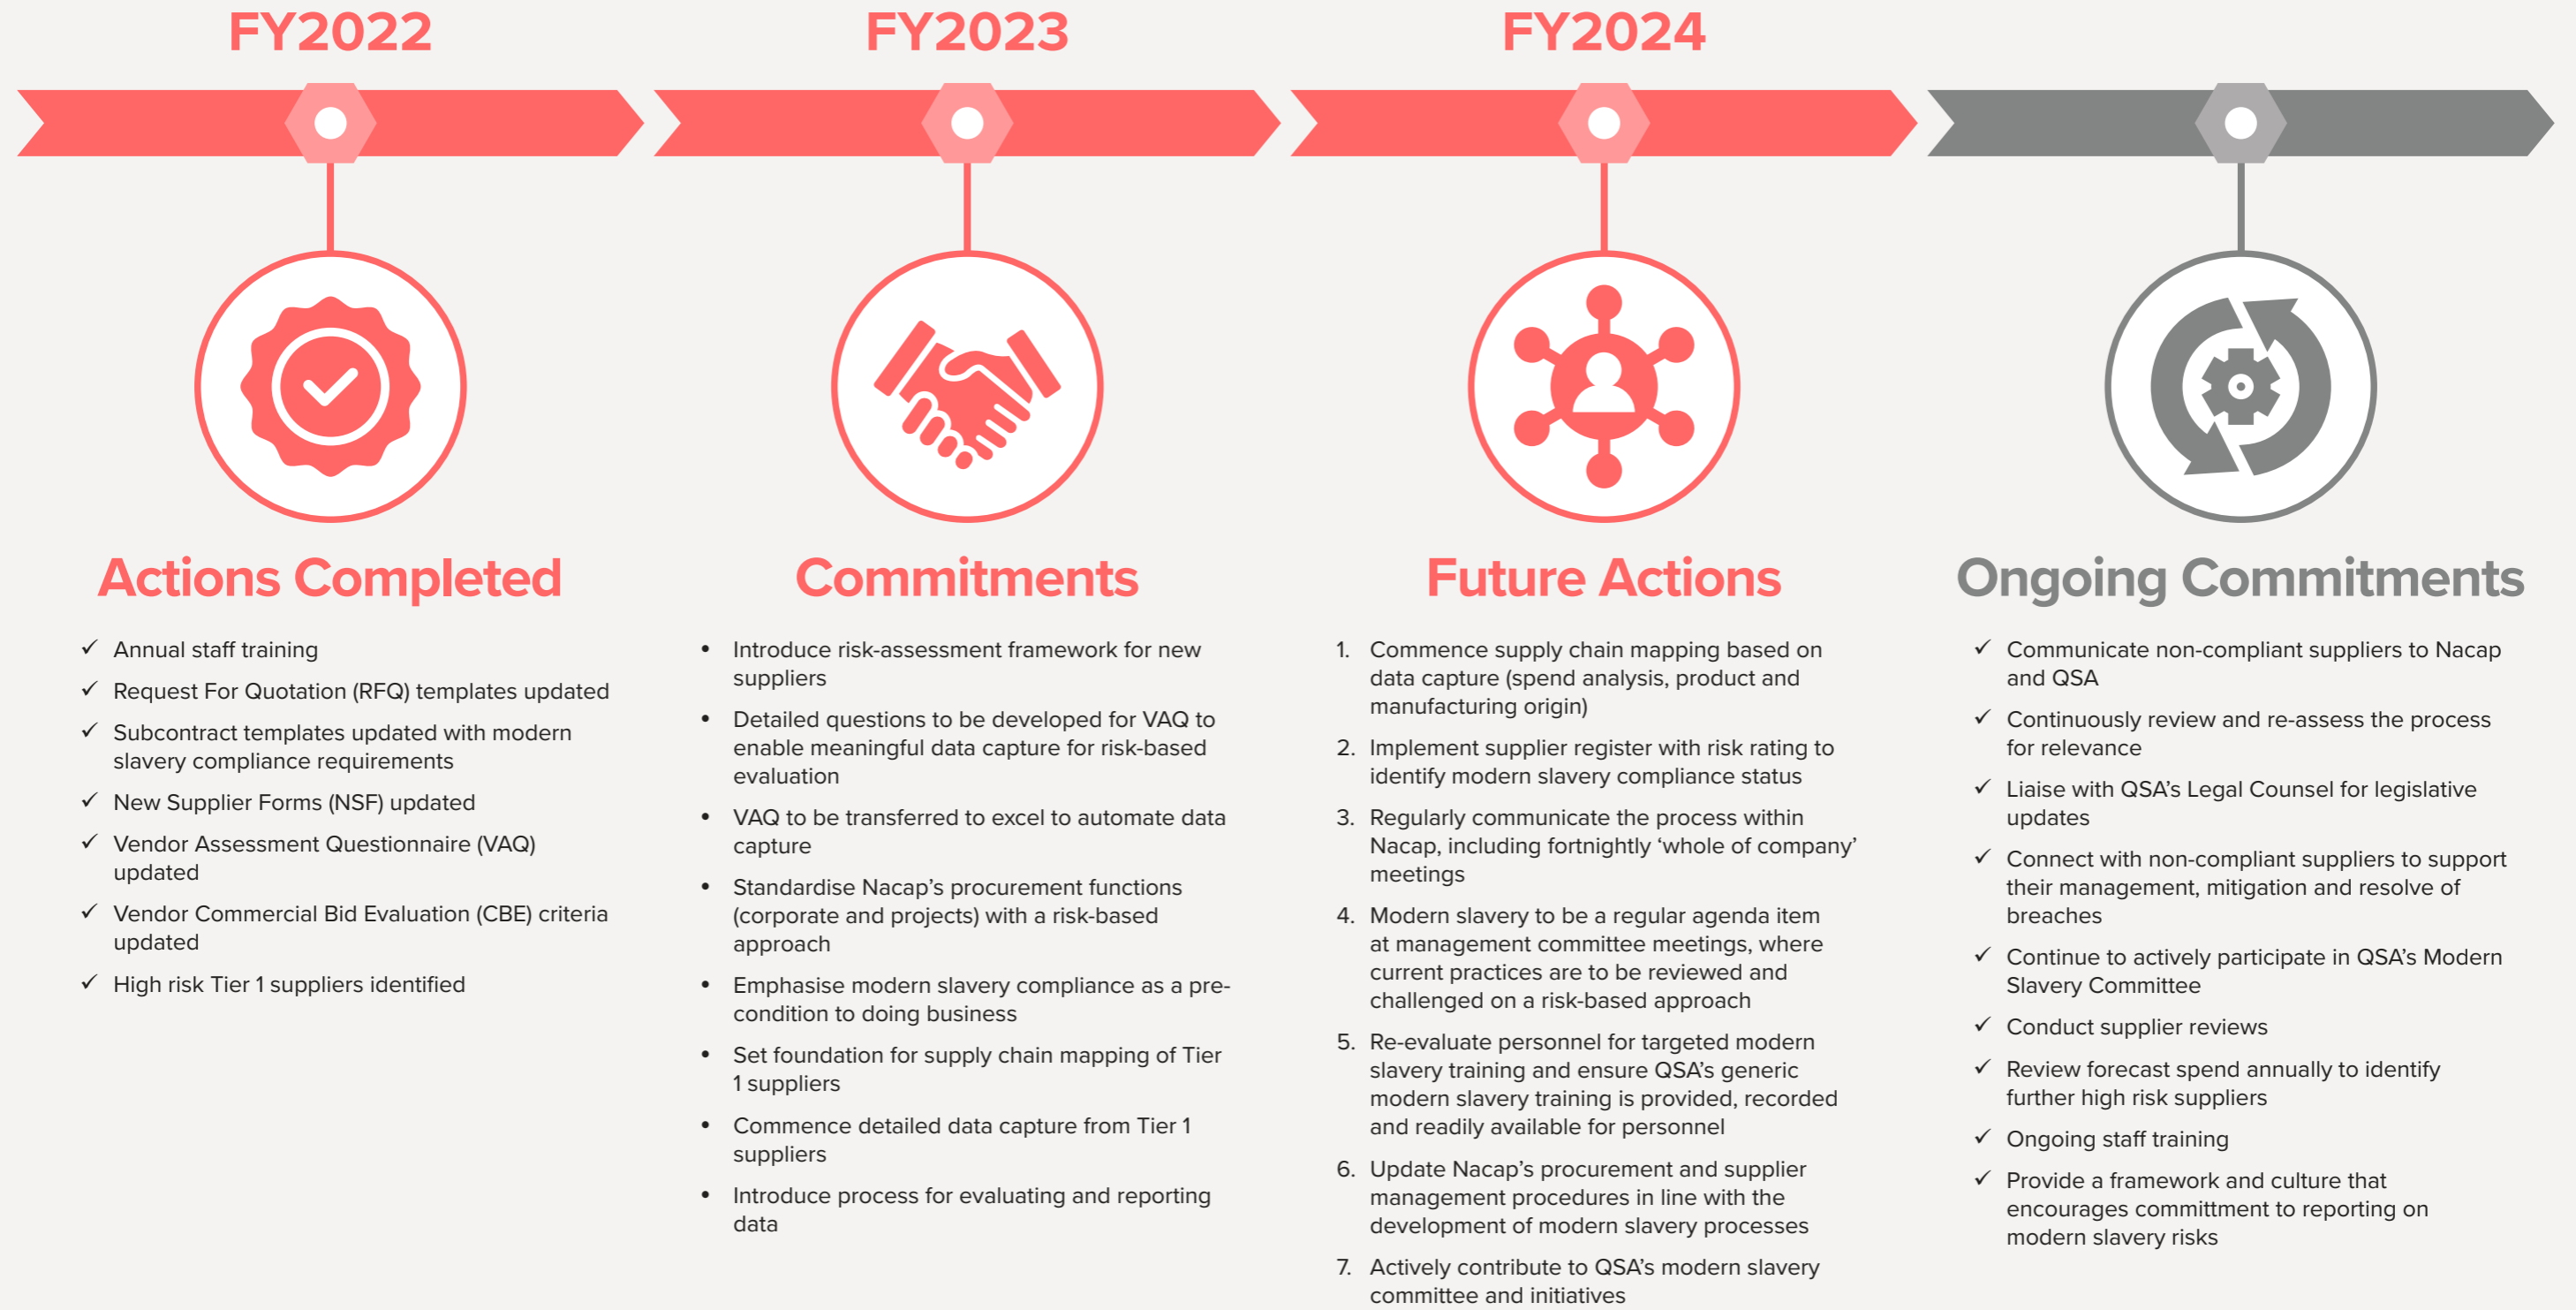 FY2022
FY2023
FY2024
Actions Completed
✓ Annual staff training
✓ Request For Quotation (RFQ) templates updated
✓ Subcontract templates updated with modern
slavery compliance requirements
✓ New Supplier Forms (NSF) updated
✓ Vendor Assessment Questionnaire (VAQ)
updated
✓ Vendor Commercial Bid Evaluation (CBE) criteria
updated
✓ High risk Tier 1 suppliers identified
Commitments
• Introduce risk-assessment framework for new
suppliers
• Detailed questions to be developed for VAQ to
enable meaningful data capture for risk-based
evaluation
• VAQ to be transferred to excel to automate data
capture
• Standardise Nacap's procurement functions
(corporate and projects) with a risk-based
approach
• Emphasise modern slavery compliance as a pre-
condition to doing business
• Set foundation for supply chain mapping of Tier
1 suppliers
• Commence detailed data capture from Tier 1
suppliers
• Introduce process for evaluating and reporting
data
Future Actions
1. Commence supply chain mapping based on
data capture (spend analysis, product and
manufacturing origin)
2. Implement supplier register with risk rating to
identify modern slavery compliance status
3. Regularly communicate the process within
Nacap, including fortnightly ‘whole of company’
meetings
4. Modern slavery to be a regular agenda item
at management committee meetings, where
current practices are to be reviewed and
challenged on a risk-based approach
5. Re-evaluate personnel for targeted modern
slavery training and ensure QSA's generic
modern slavery training is provided, recorded
and readily available for personnel
6. Update Nacap's procurement and supplier
management procedures in line with the
development of modern slavery processes
7. Actively contribute to QSA's modern slavery
committee and initiatives
Ongoing Commitments
✓ Communicate non-compliant suppliers to Nacap
and QSA
✓ Continuously review and re-assess the process
for relevance
✓ Liaise with QSA's Legal Counsel for legislative
updates
✓ Connect with non-compliant suppliers to support
their management, mitigation and resolve of
breaches
✓ Continue to actively participate in QSA's Modern
Slavery Committee
✓ Conduct supplier reviews
✓ Review forecast spend annually to identify
further high risk suppliers
✓ Ongoing staff training
✓ Provide a framework and culture that
encourages committment to reporting on
modern slavery risks